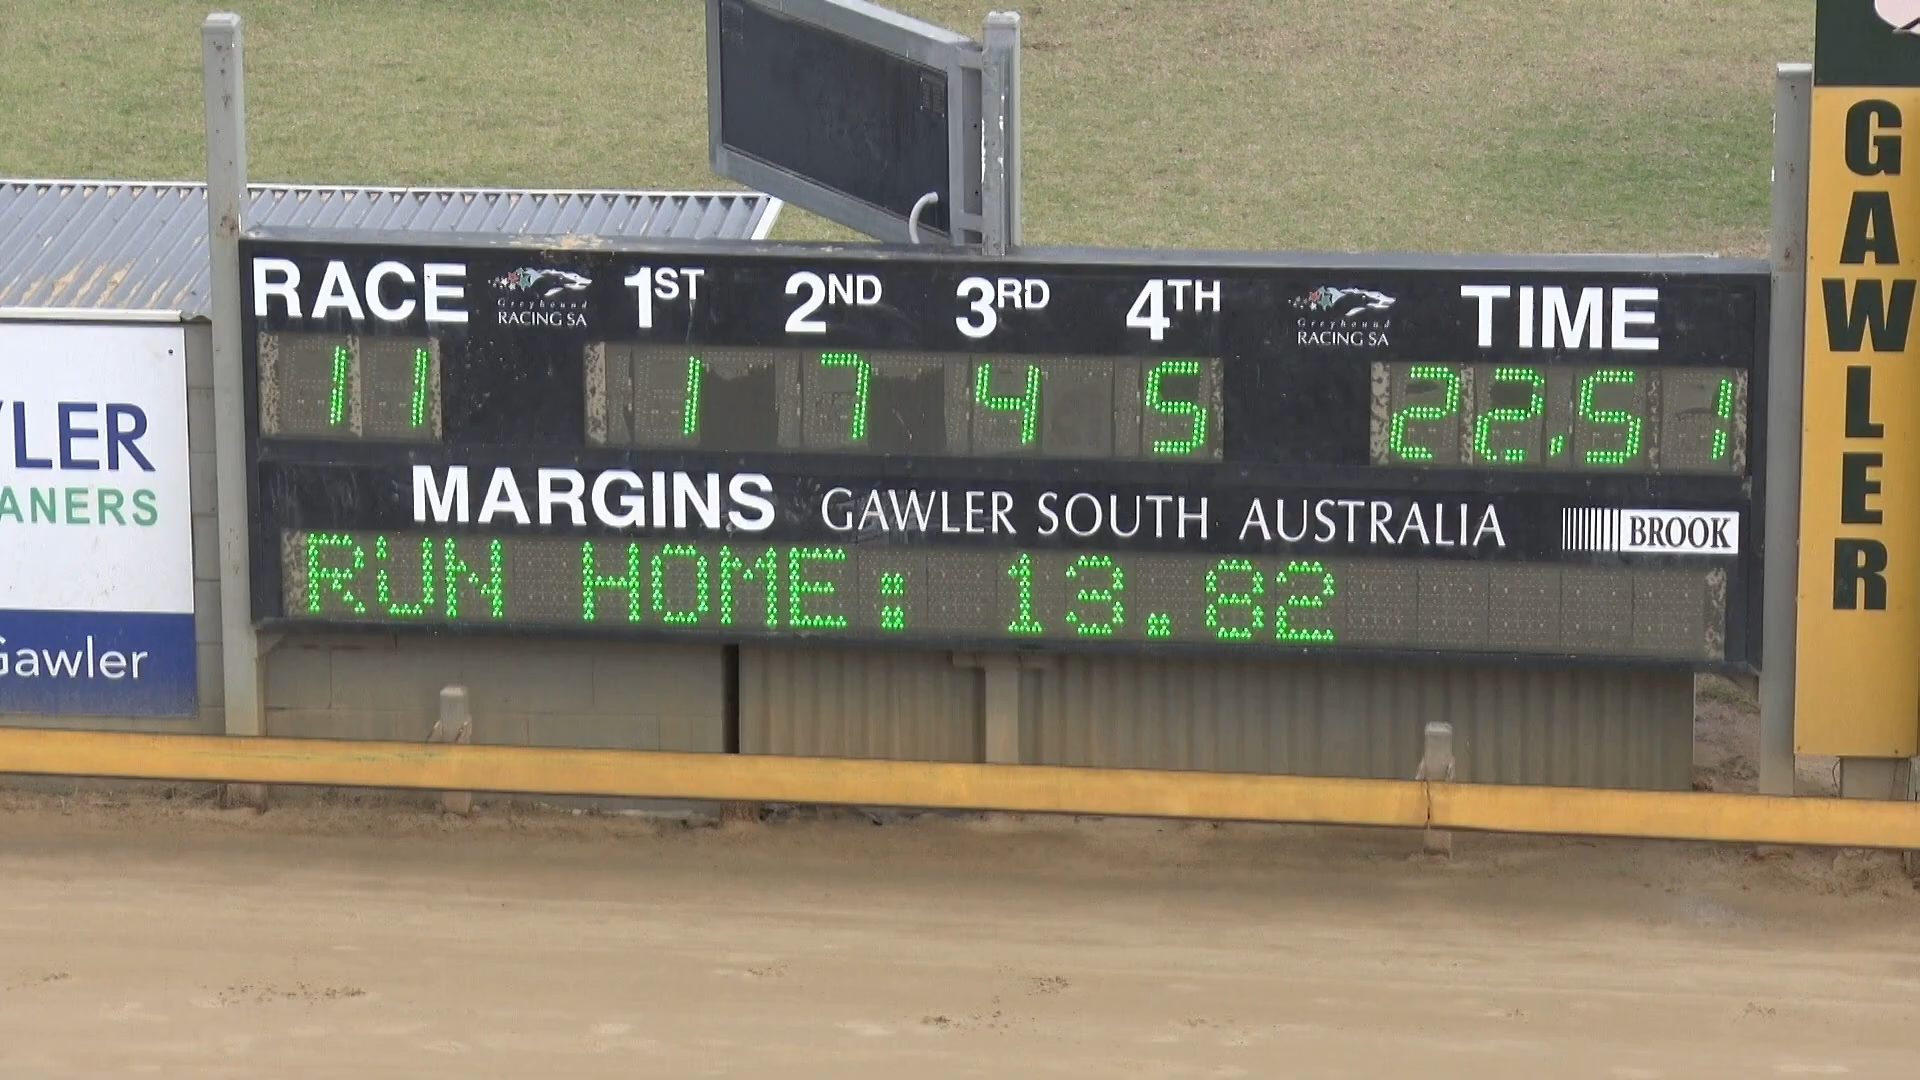 RACE
Greyhound
RACING SA
1ST 2ND 3RD 4TH
Greyhound
RACING SA
TIME
11 1 7 4 5 22.51
MARGINS GAWLER SOUTH AUSTRALIA BROOK
RUN HOME: 13.82
LER
ANERS
Gawler
GAWLER